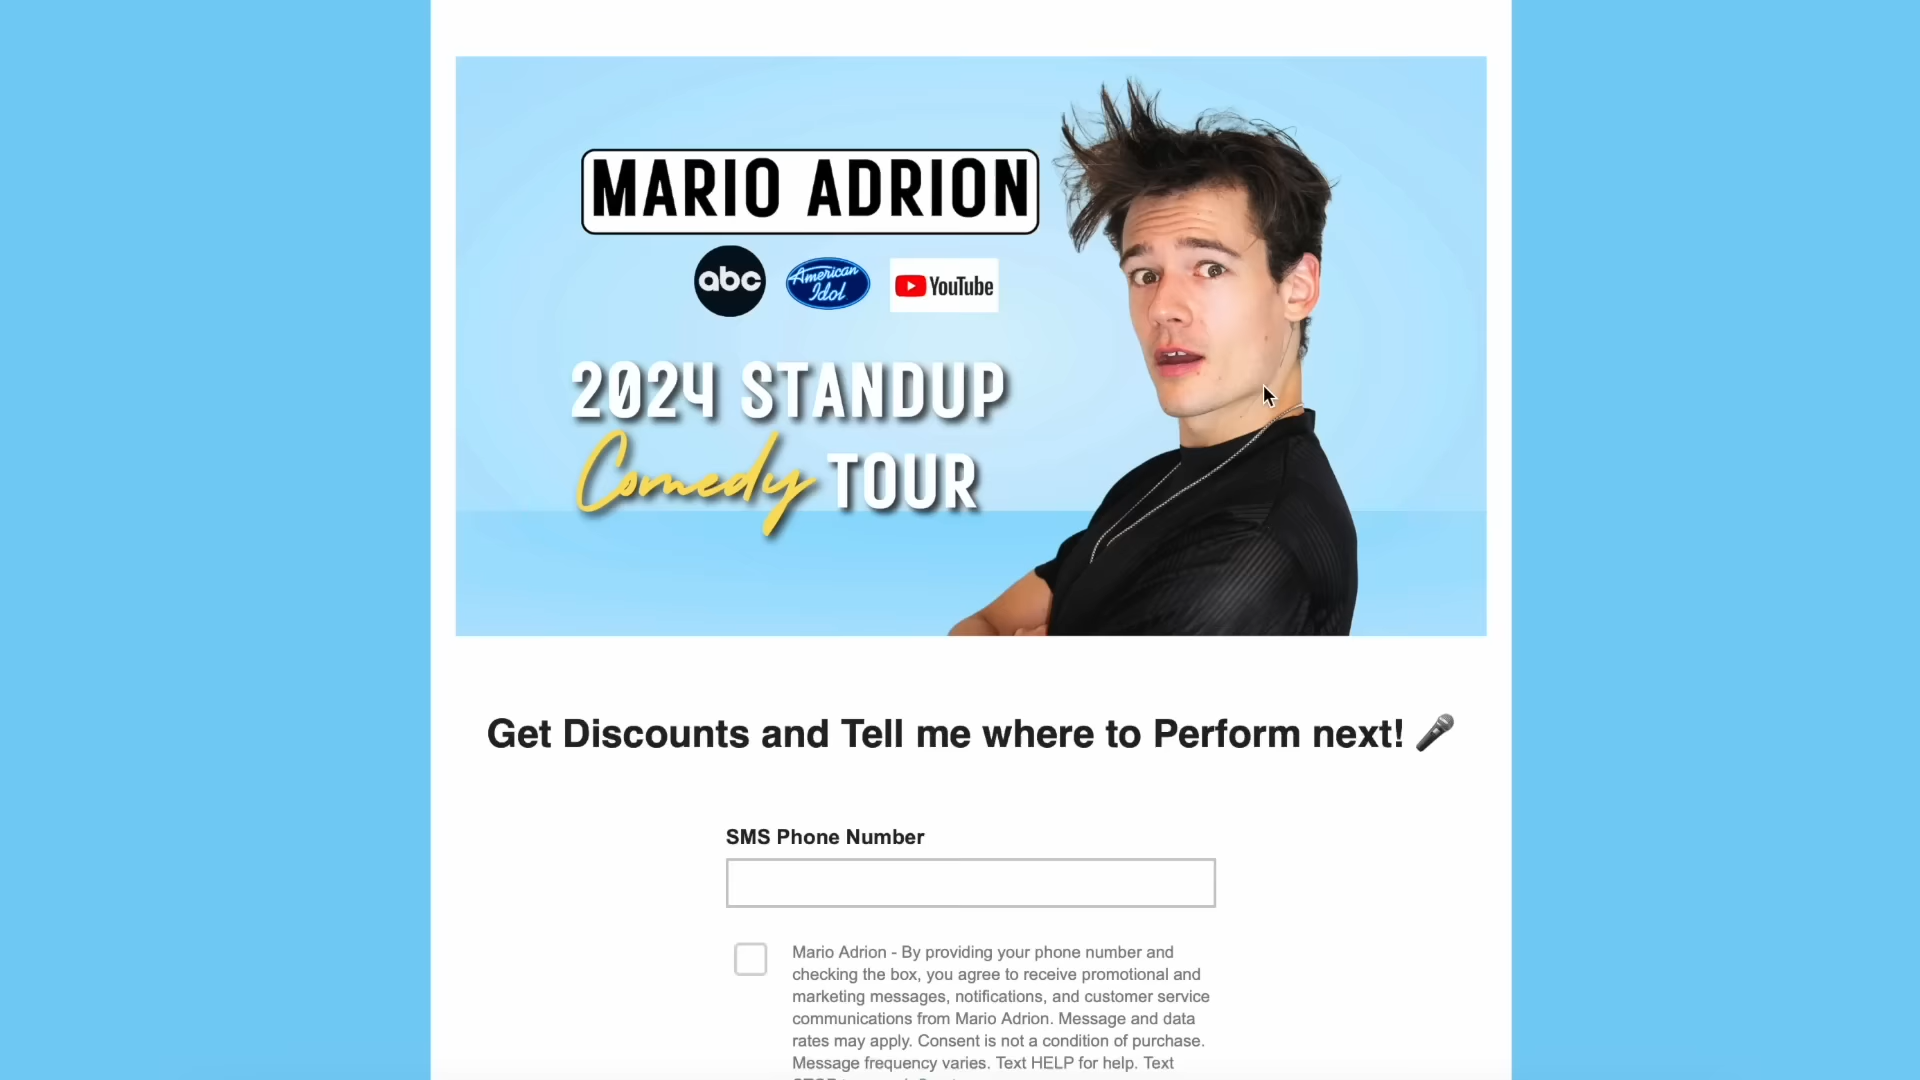 MARIO ADRION
abc
American
Idol
YouTube
2024 STANDUP
Comedy TOUR
Get Discounts and Tell me where to Perform next! 🎤
SMS Phone Number
Mario Adrion - By providing your phone number and
checking the box, you agree to receive promotional and
marketing messages, notifications, and customer service
communications from Mario Adrion. Message and data
rates may apply. Consent is not a condition of purchase.
Message frequency varies. Text HELP for help. Text